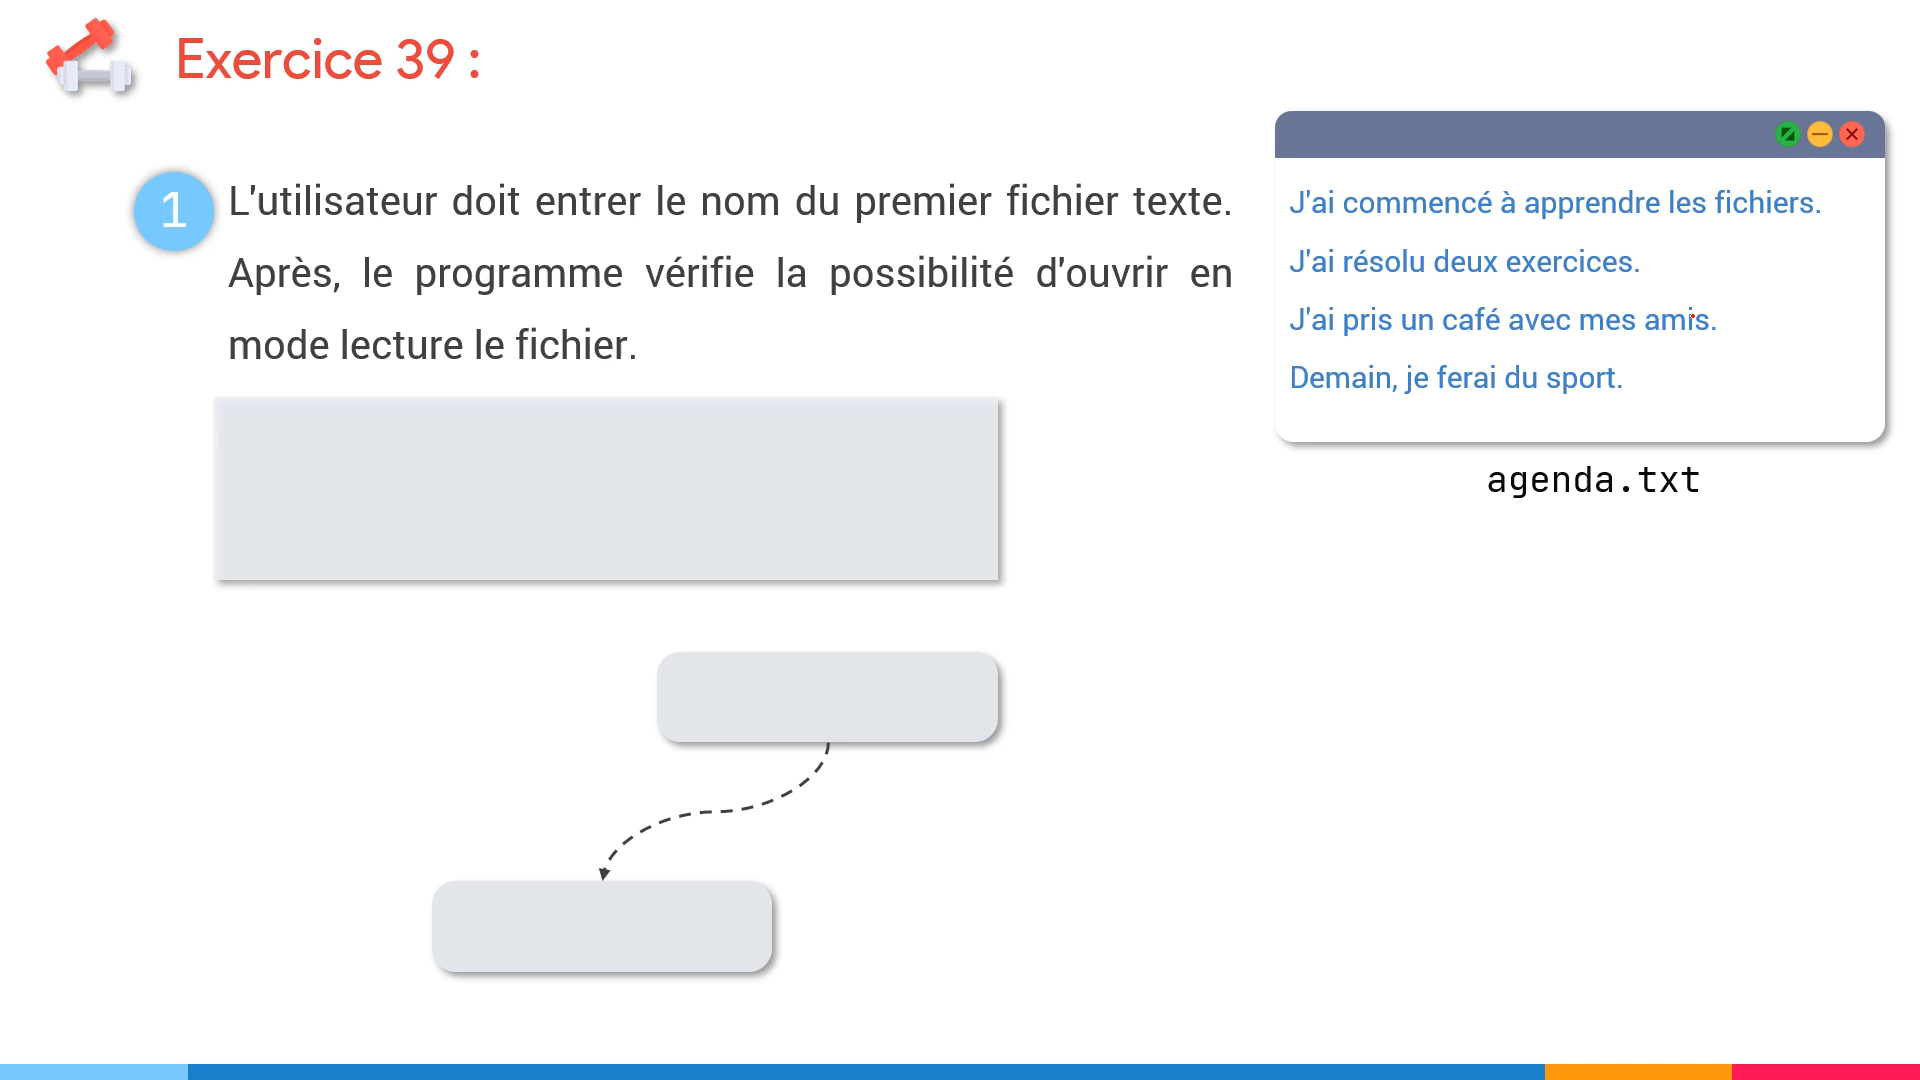 Exercice 39 :
1
L'utilisateur doit entrer le nom du premier fichier texte.
Après, le programme vérifie la possibilité d'ouvrir en
mode lecture le fichier.
J'ai commencé à apprendre les fichiers.
J'ai résolu deux exercices.
J'ai pris un café avec mes amis.
Demain, je ferai du sport.
agenda.txt